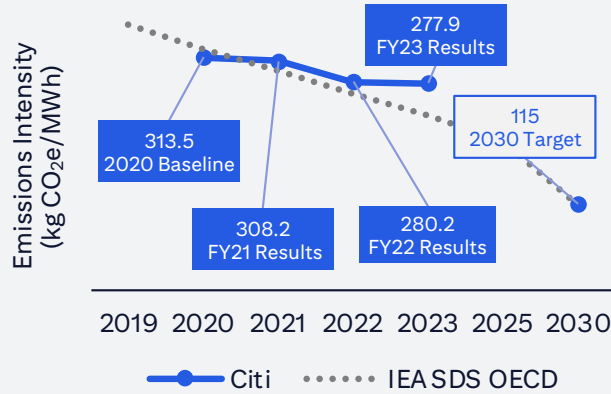 Emissions Intensity
(kg CO₂e/MWh)
277.9
FY23 Results
115
2030 Target
313.5
2020 Baseline
308.2
FY21 Results
280.2
FY22 Results
2019 2020 2021 2022 2023 2025 2030
Citi IEA SDS OECD